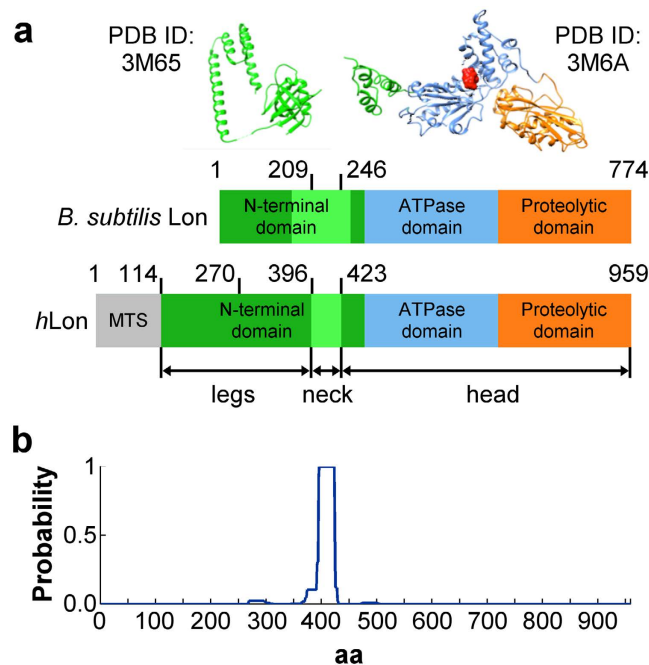 a
PDB ID: 3M65
PDB ID: 3M6A
1 209 246 774
B. subtilis Lon
N-terminal domain
ATPase domain
Proteolytic domain
1 114 270 396 423 959
hLon
MTS
N-terminal domain
ATPase domain
Proteolytic domain
legs neck head
b
Probability
1
0.5
0.0
0 100 200 300 400 500 600 700 800 900
aa